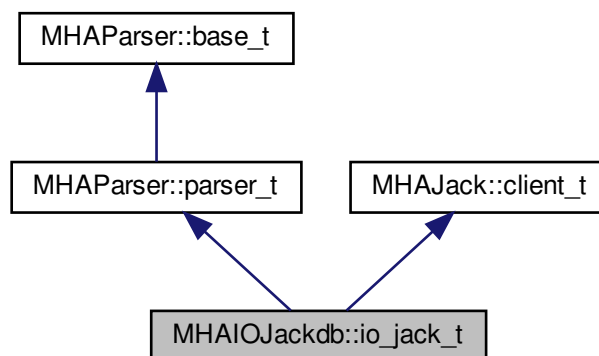 MHAParser::base_t
MHAParser::parser_t
MHAJack::client_t
MHAIOJackdb::io_jack_t